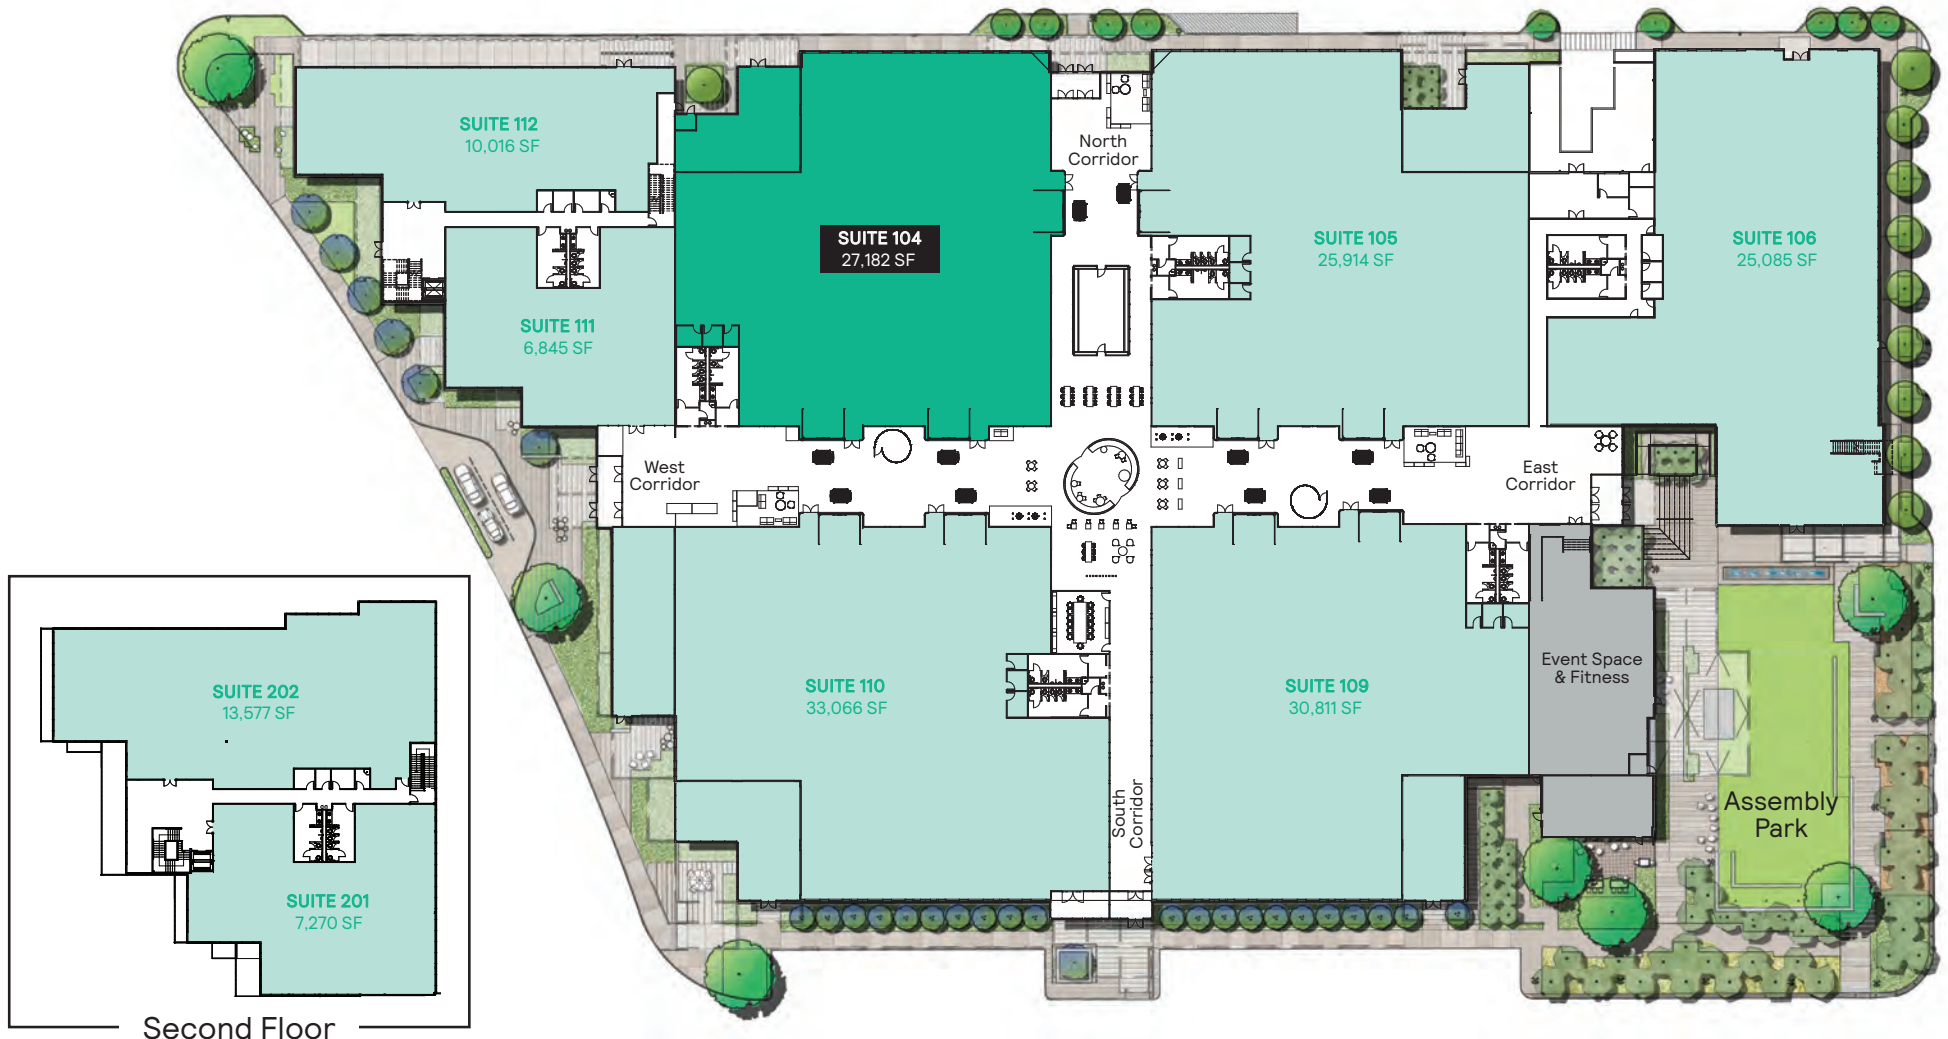 SUITE 112
10,016 SF
North
Corridor
SUITE 104
27,182 SF
SUITE 105
25,914 SF
SUITE 106
25,085 SF
SUITE 111
6,845 SF
West
Corridor
East
Corridor
SUITE 110
33,066 SF
SUITE 109
30,811 SF
Event Space
& Fitness
South
Corridor
Assembly
Park
SUITE 202
13,577 SF
SUITE 201
7,270 SF
Second Floor